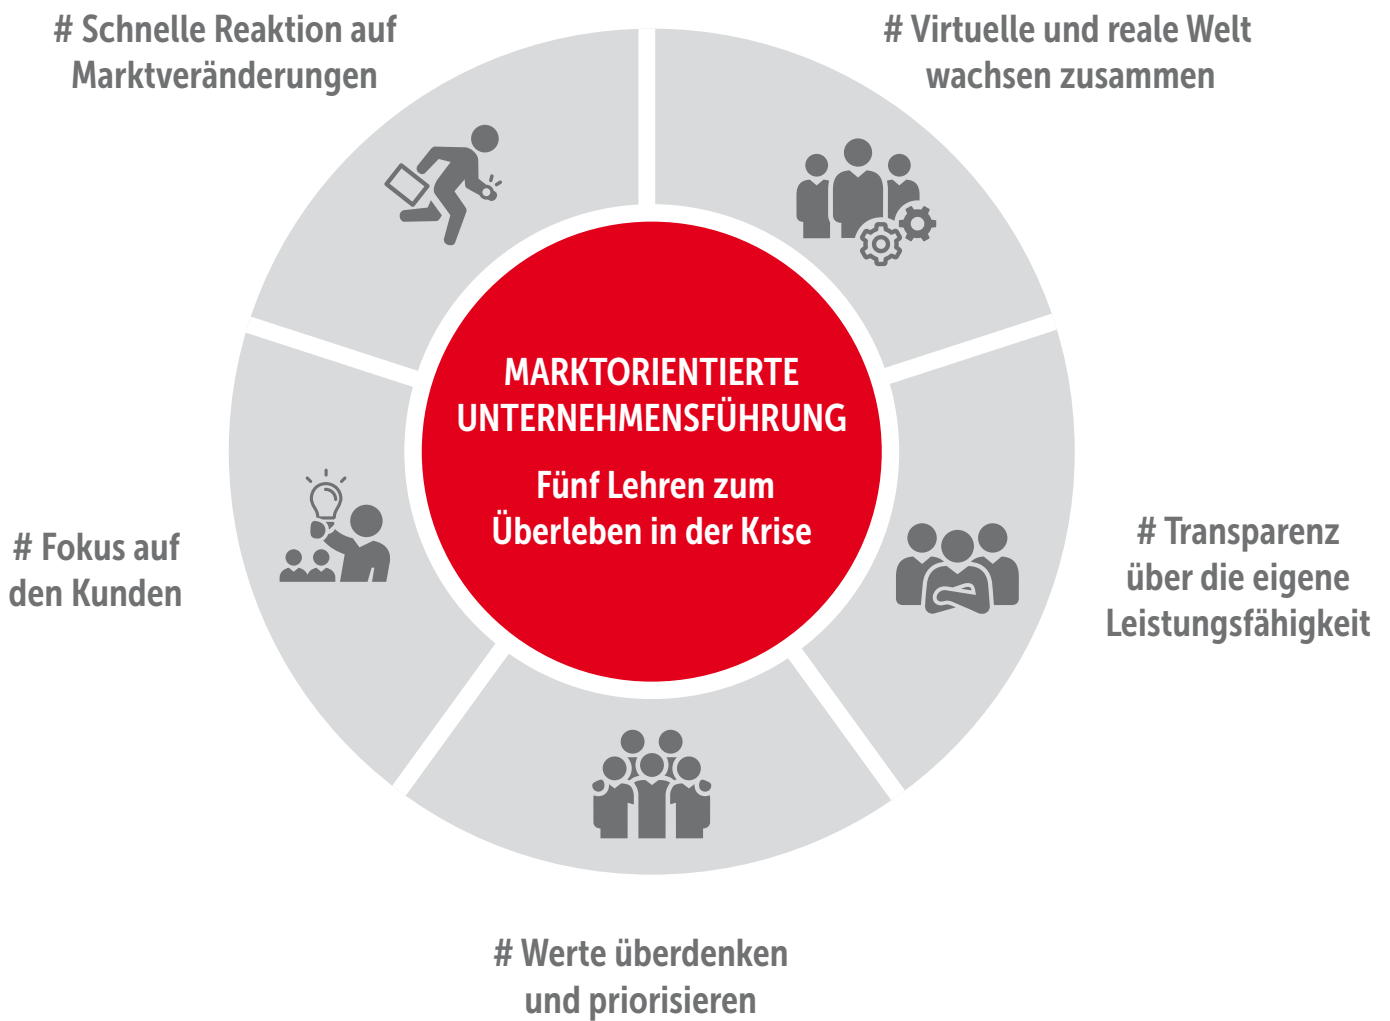 # Schnelle Reaktion auf
Marktveränderungen
# Virtuelle und reale Welt
wachsen zusammen
MARKTORIENTIERTE
UNTERNEHMENSFÜHRUNG
Fünf Lehren zum
Überleben in der Krise
# Fokus auf
den Kunden
# Transparenz
über die eigene
Leistungsfähigkeit
# Werte überdenken
und priorisieren